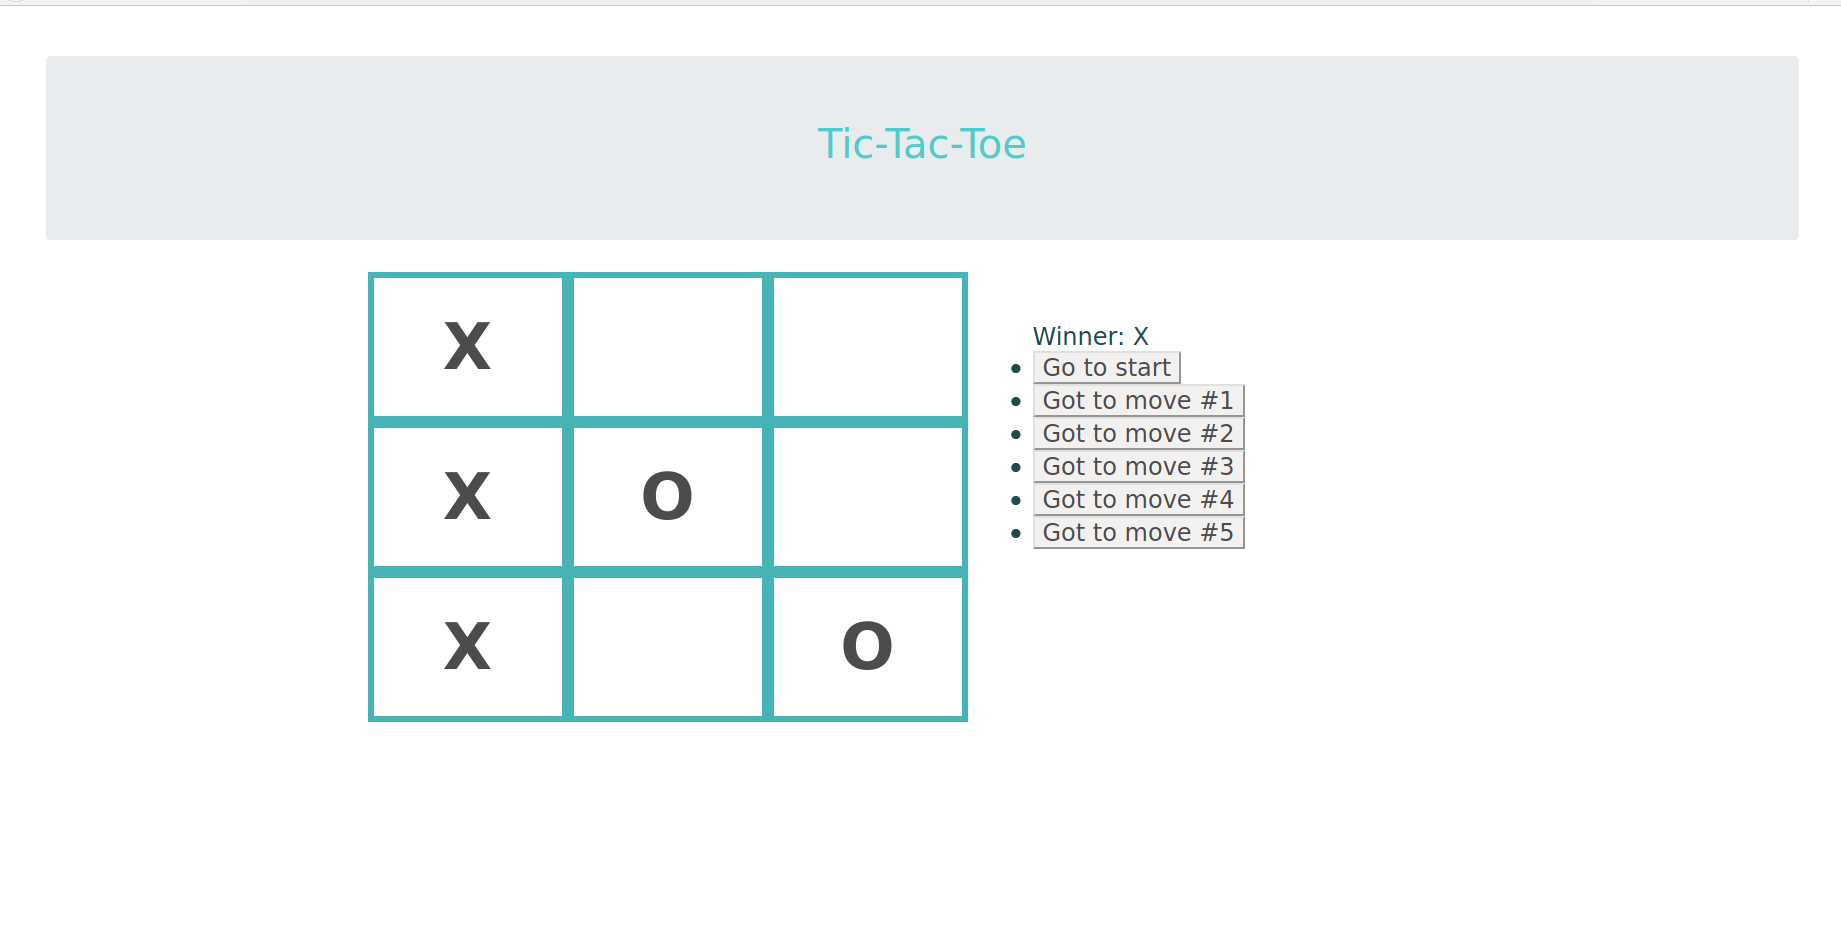 Tic-Tac-Toe
X
X O
X O
Winner: X
Go to start
Got to move #1
Got to move #2
Got to move #3
Got to move #4
Got to move #5